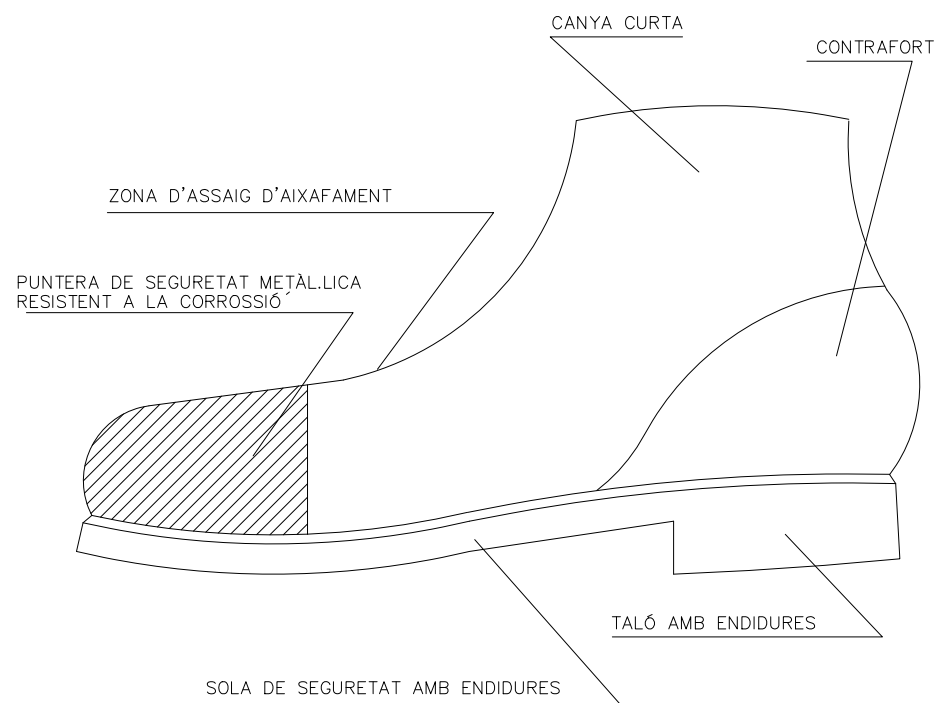 CANYA CURTA
CONTRAFORT
ZONA D'ASSAIG D'AIXAFAMENT
PUNTERA DE SEGURETAT METÀL.LICA
RESISTENT A LA CORROSSIÓ´
TALÓ AMB ENDIDURES
SOLA DE SEGURETAT AMB ENDIDURES